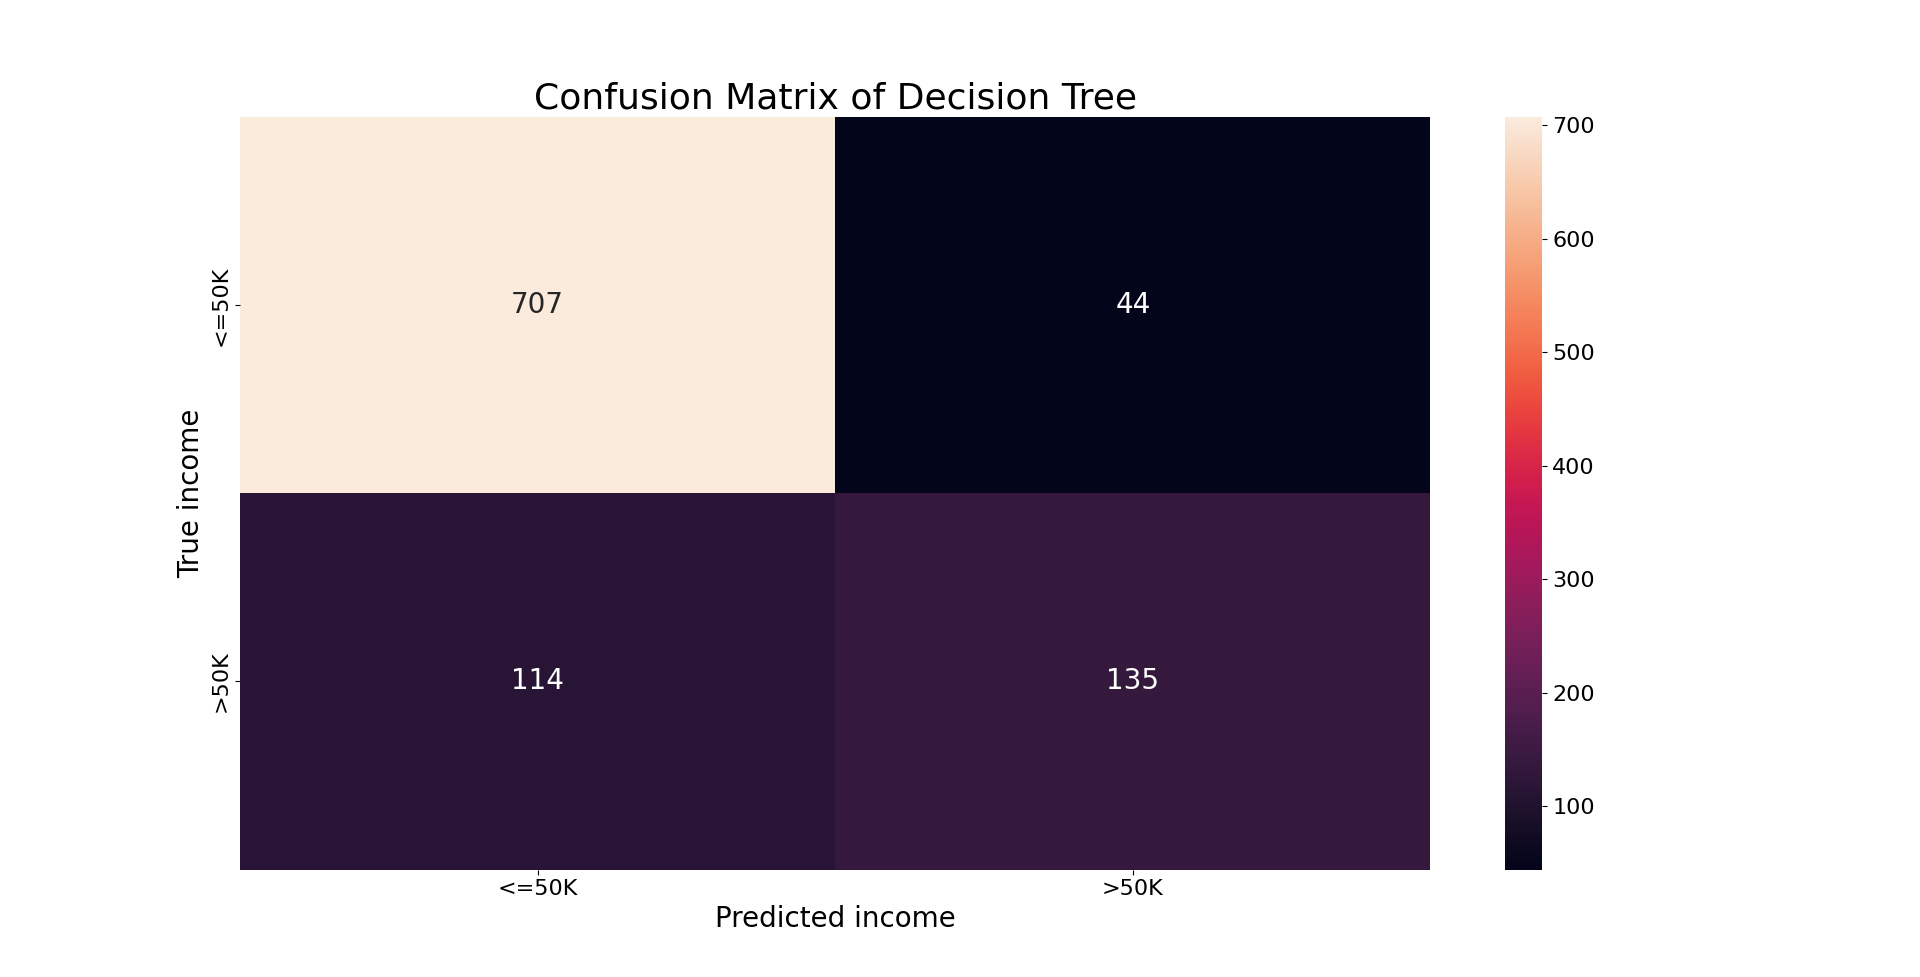 Confusion Matrix of Decision Tree
700
600
500
400
300
200
100
707
44
114
135
<=50K
>50K
True income
<=50K
>50K
Predicted income